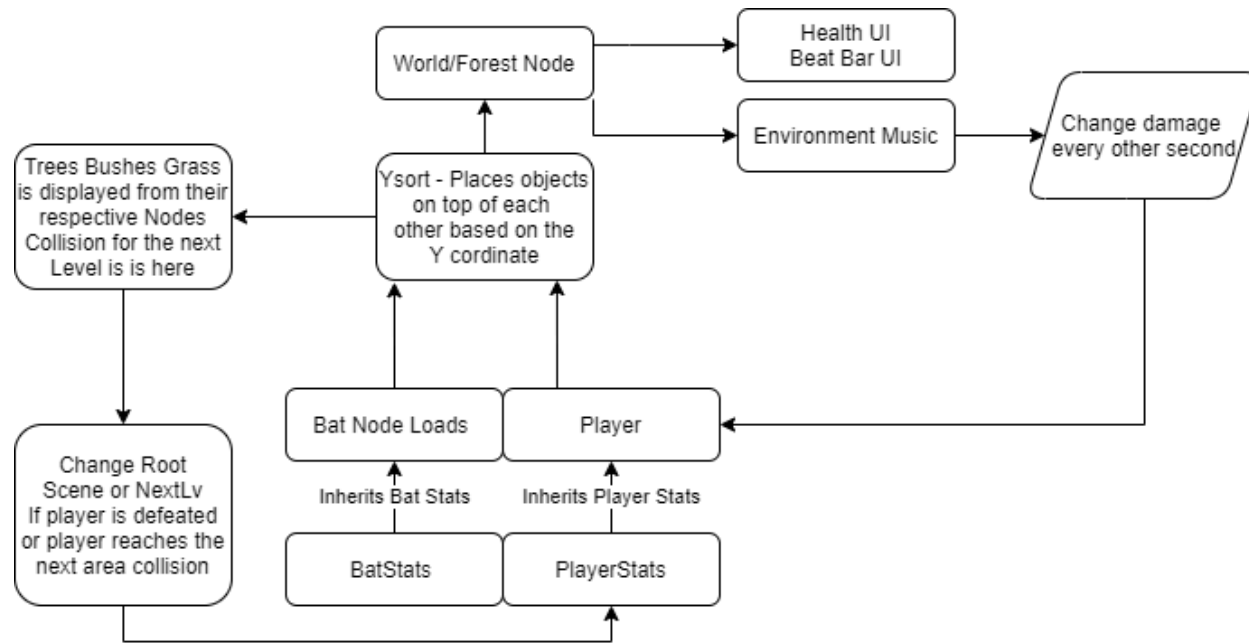 World/Forest Node
Health UI
Beat Bar UI
Environment Music
Change damage
every other second
Trees Bushes Grass
is displayed from their
respective Nodes
Collision for the next
Level is is here
Ysort - Places objects
on top of each
other based on the
Y cordinate
Bat Node Loads
Player
Change Root
Scene or NextLv
If player is defeated
or player reaches the
next area collision
Inherits Bat Stats
Inherits Player Stats
BatStats
PlayerStats